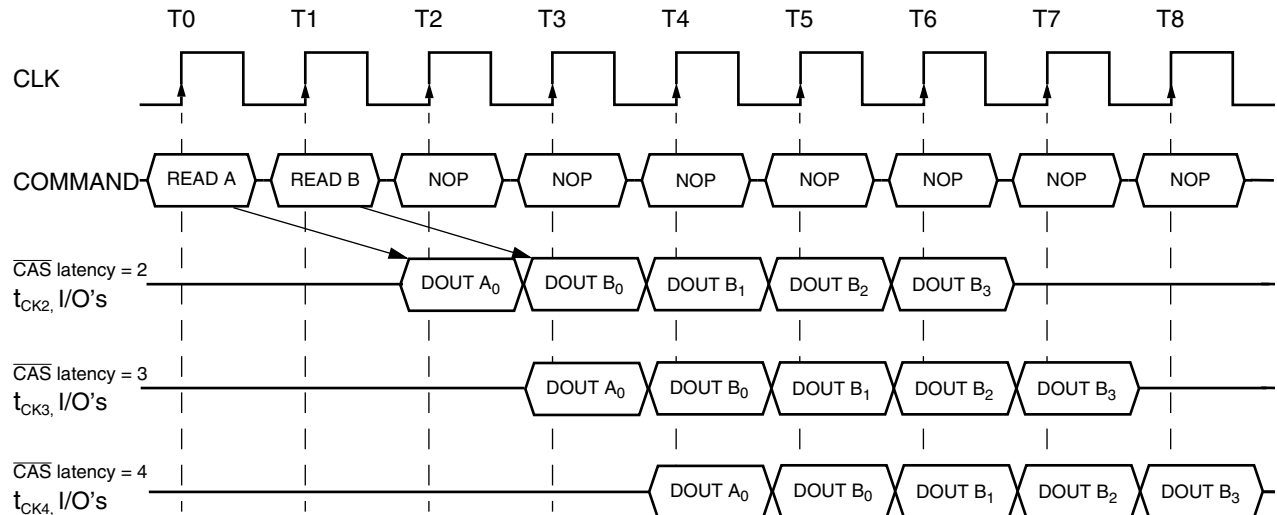 T0 T1 T2 T3 T4 T5 T6 T7 T8
CLK
COMMAND READ A READ B NOP NOP NOP NOP NOP NOP NOP
CAS latency = 2
tCK2, I/O's DOUT A0 DOUT B0 DOUT B1 DOUT B2 DOUT B3
CAS latency = 3
tCK3, I/O's DOUT A0 DOUT B0 DOUT B1 DOUT B2 DOUT B3
CAS latency = 4
tCK4, I/O's DOUT A0 DOUT B0 DOUT B1 DOUT B2 DOUT B3